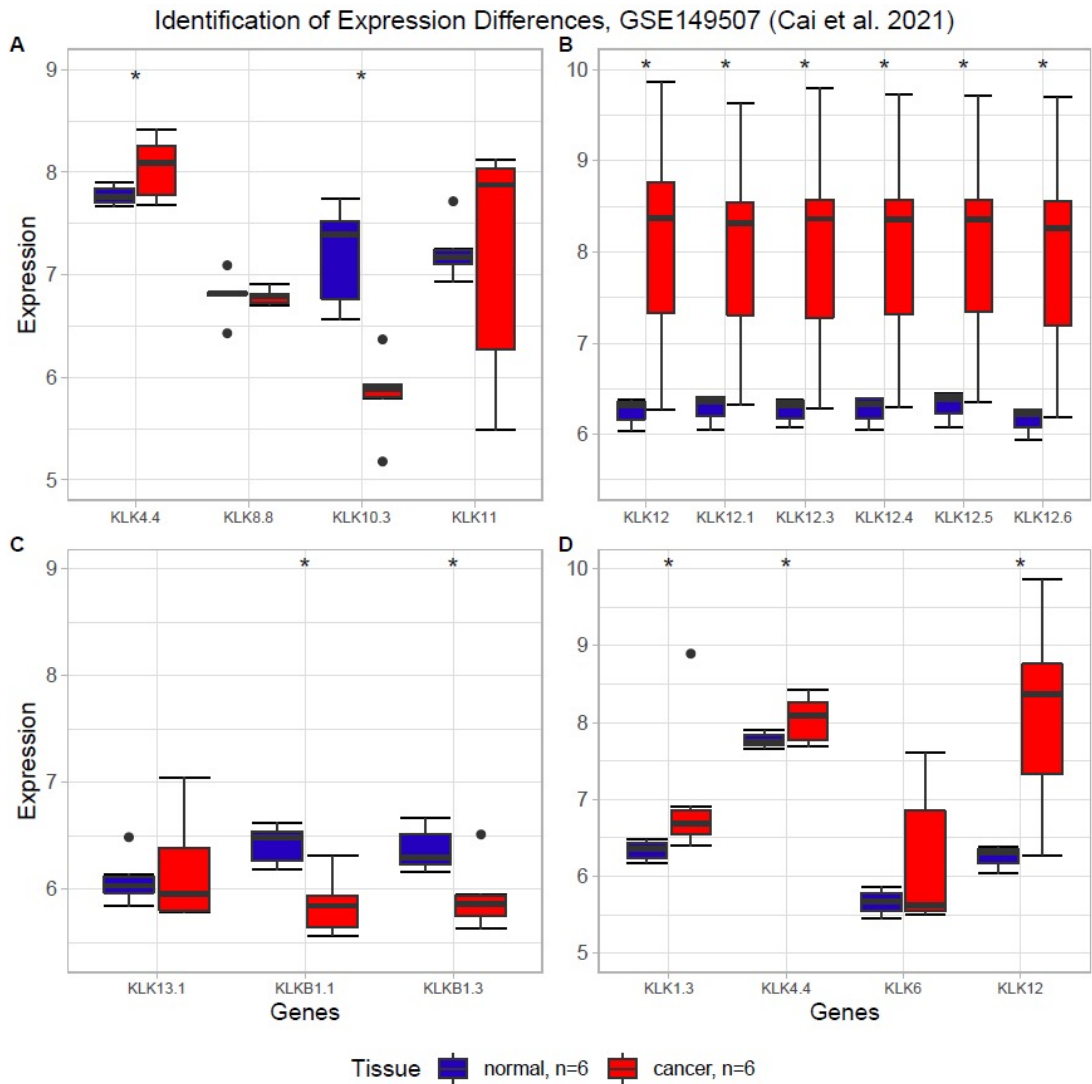 Identification of Expression Differences, GSE149507 (Cai et al. 2021)
A
9
8
7
6
5
Expression
* *
KLK4.4 KLK8.8 KLK10.3 KLK11
B
10
9
8
7
6
* * * * * *
KLK12 KLK12.1 KLK12.3 KLK12.4 KLK12.5 KLK12.6
C
9
8
7
6
Expression
* *
KLK13.1 KLKB1.1 KLKB1.3
Genes
D
10
9
8
7
6
5
* * *
KLK1.3 KLK4.4 KLK6 KLK12
Genes
Tissue normal, n=6 cancer, n=6